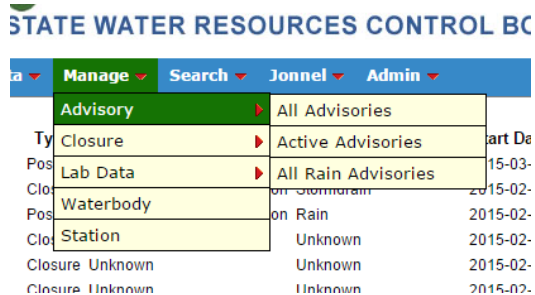 STATE WATER RESOURCES CONTROL BO
ta Manage Search Jonnel Admin
Advisory All Advisories
Ty Closure Active Advisories tart Da
Pos Lab Data All Rain Advisories 15-03-
Clos on Stormdrain 2015-02-
Pos Waterbody on Rain 2015-02-
Clos Station Unknown 2015-02-
Closure Unknown Unknown 2015-02-
Closure Unknown Unknown 2015-02-